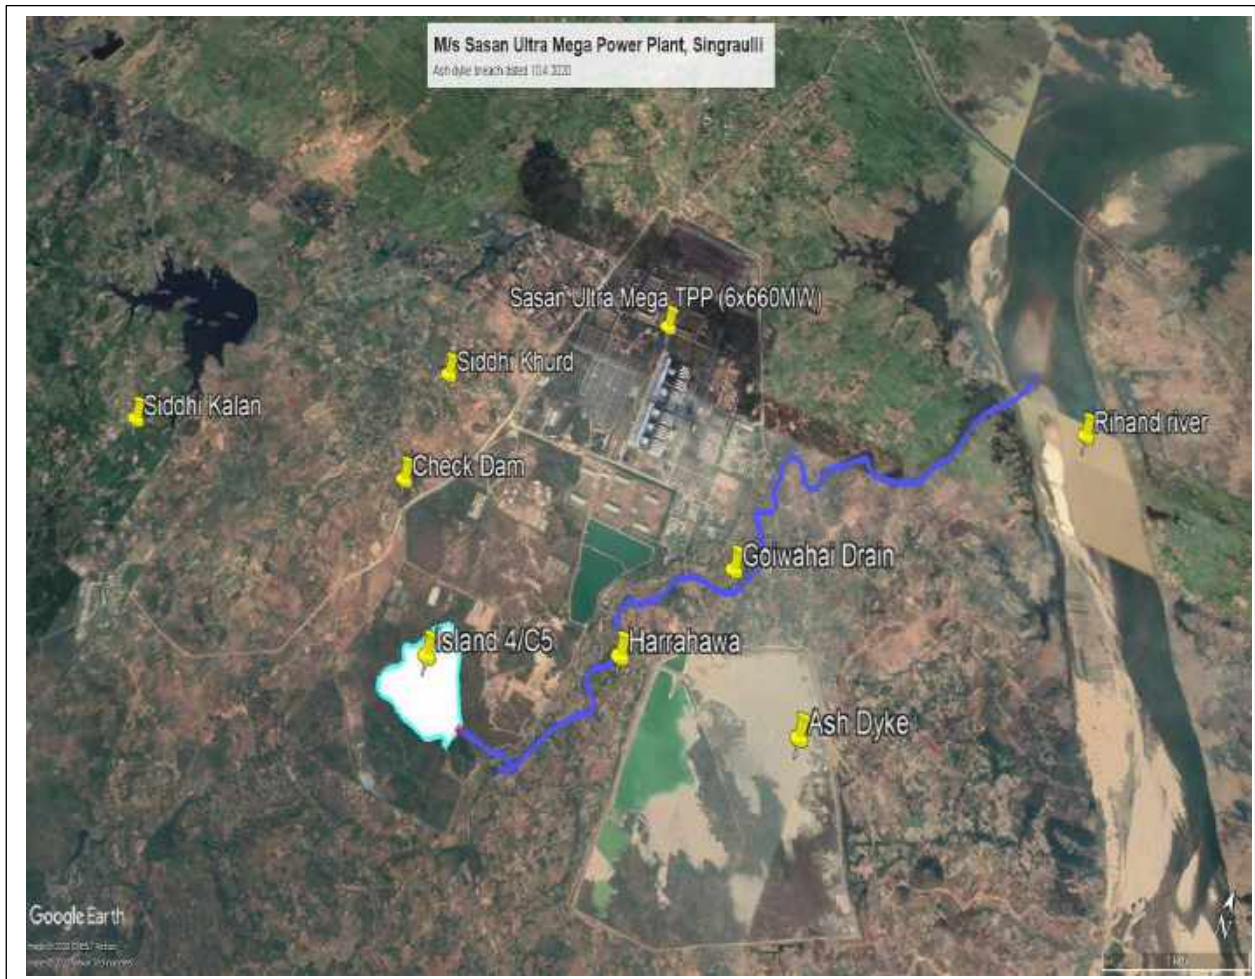 M/s Sasan Ultra Mega Power Plant, Singraulli
Ash dyke breach dated 10.4.2020
Sasan Ultra Mega TPP (6x660MW)
Siddhi Khurd
Siddhi Kalan
Rihand river
Check Dam
Goiwahai Drain
Island 4/C5
Harrahawa
Ash Dyke
Google Earth
N